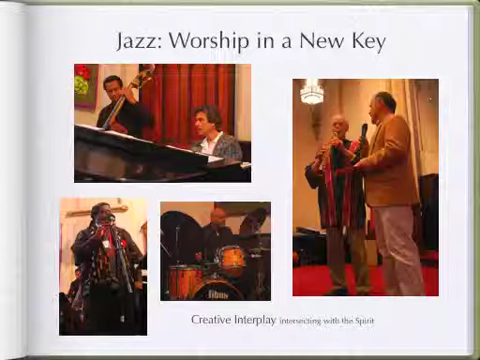 Jazz: Worship in a New Key
Creative Interplay intersecting with the Spirit